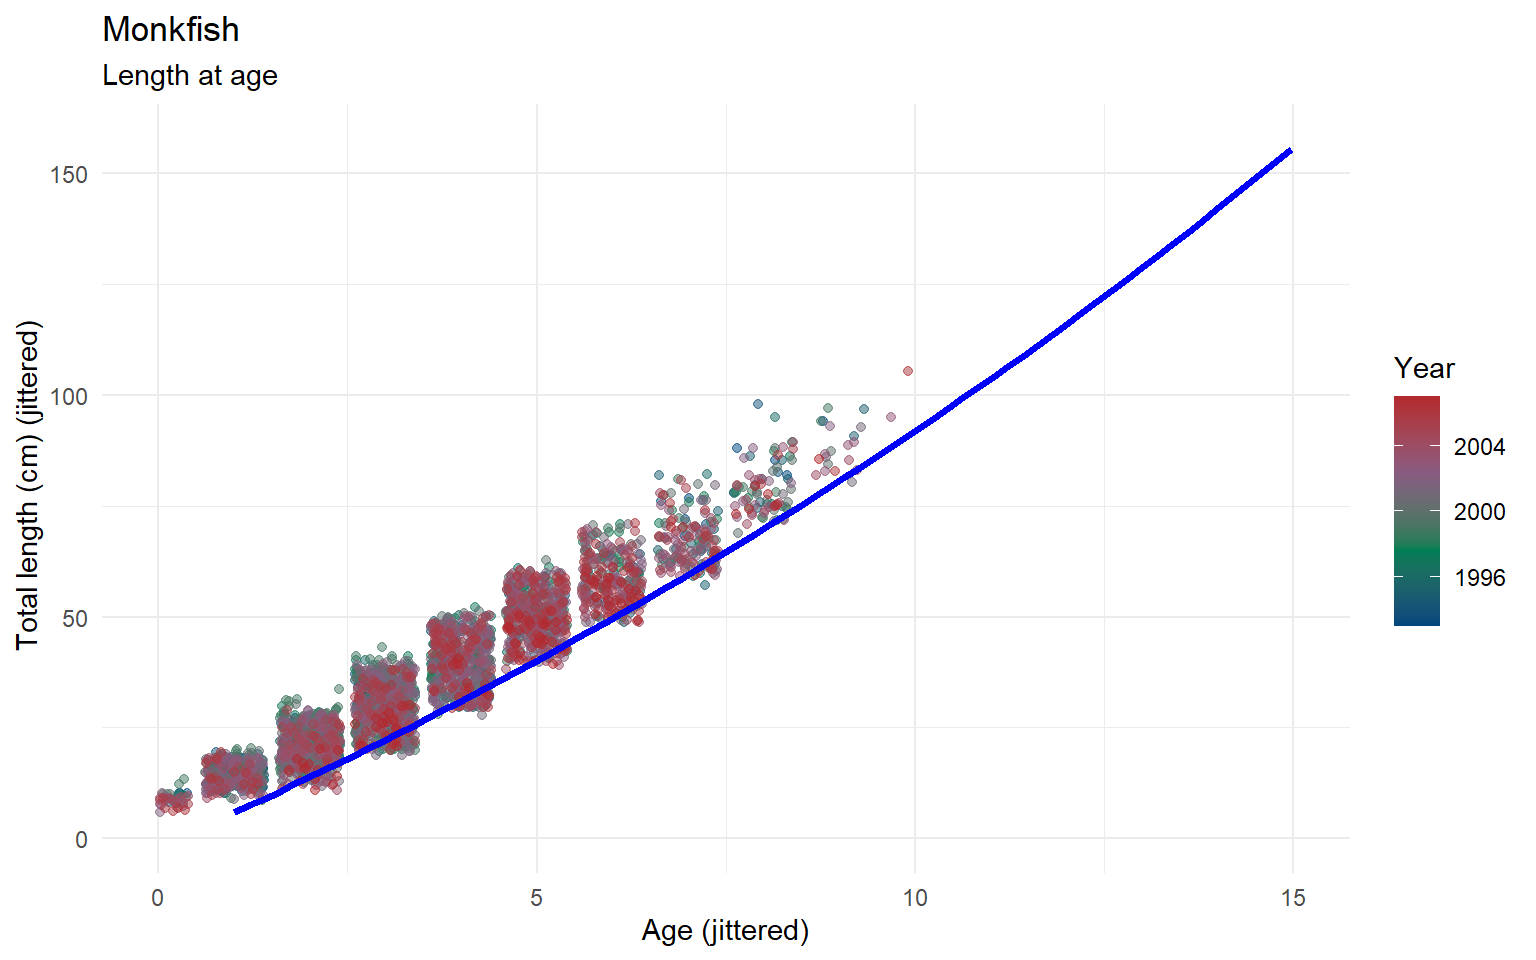 Monkfish
Length at age
Total length (cm) (jittered)
150
100
50
0
0
5
10
15
Age (jittered)
Year
2004
2000
1996